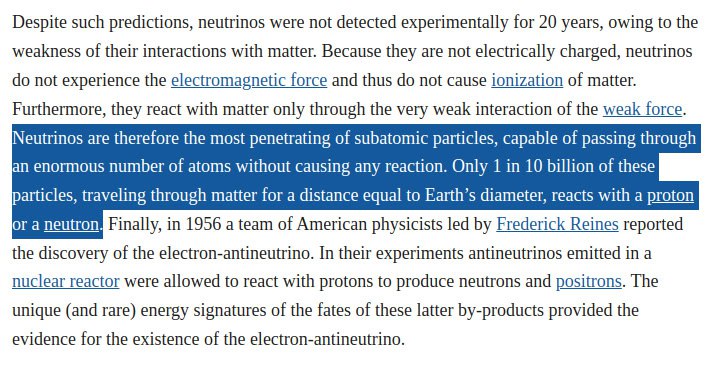 Despite such predictions, neutrinos were not detected experimentally for 20 years, owing to the
weakness of their interactions with matter. Because they are not electrically charged, neutrinos
do not experience the electromagnetic force and thus do not cause ionization of matter.
Furthermore, they react with matter only through the very weak interaction of the weak force.
Neutrinos are therefore the most penetrating of subatomic particles, capable of passing through
an enormous number of atoms without causing any reaction. Only 1 in 10 billion of these
particles, traveling through matter for a distance equal to Earth’s diameter, reacts with a proton
or a neutron. Finally, in 1956 a team of American physicists led by Frederick Reines reported
the discovery of the electron-antineutrino. In their experiments antineutrinos emitted in a
nuclear reactor were allowed to react with protons to produce neutrons and positrons. The
unique (and rare) energy signatures of the fates of these latter by-products provided the
evidence for the existence of the electron-antineutrino.